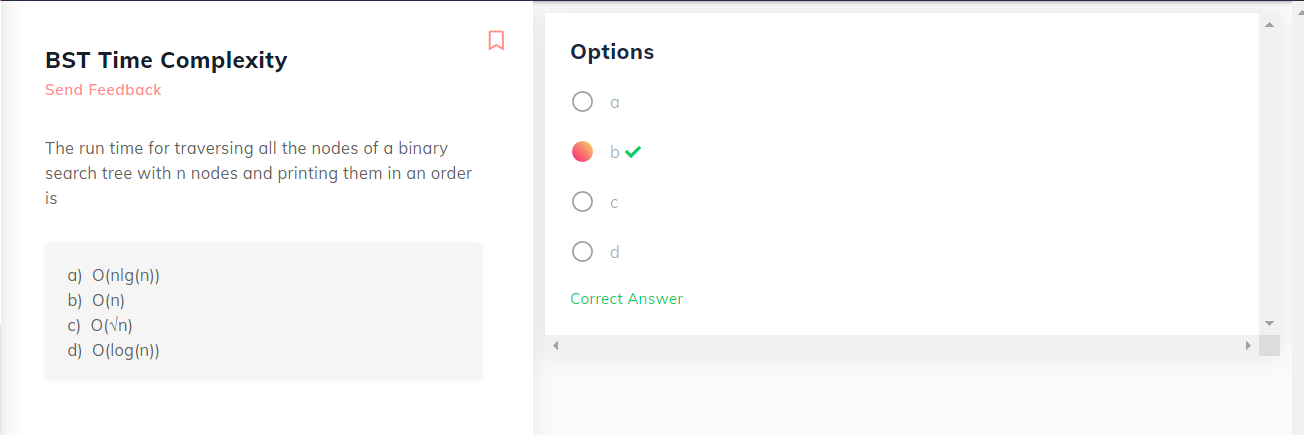 BST Time Complexity
Send Feedback
The run time for traversing all the nodes of a binary
search tree with n nodes and printing them in an order
is
a) O(nlg(n))
b) O(n)
c) O(√n)
d) O(log(n))
Options
a
b
c
d
Correct Answer